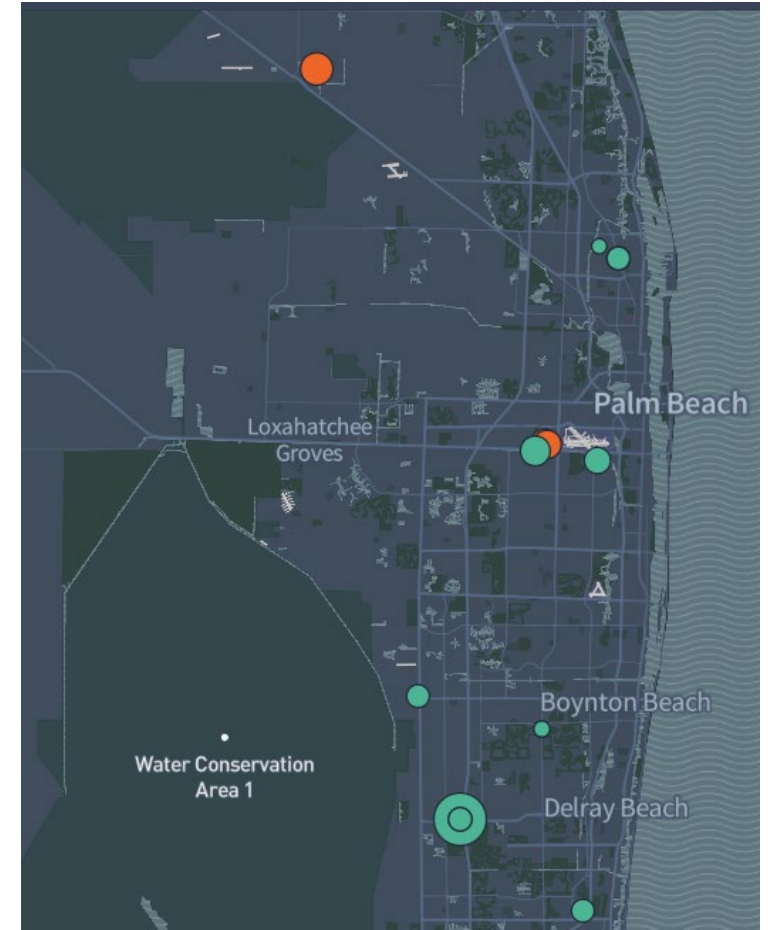 Palm Beach
Loxahatchee
Groves
Boynton Beach
Water Conservation
Area 1
Delray Beach